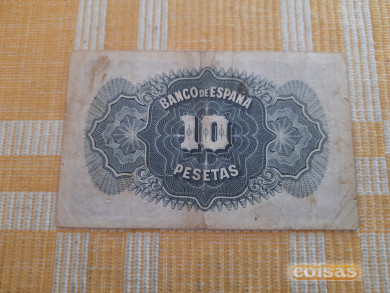 BANCO DE ESPAÑA
10
PESETAS
coisas